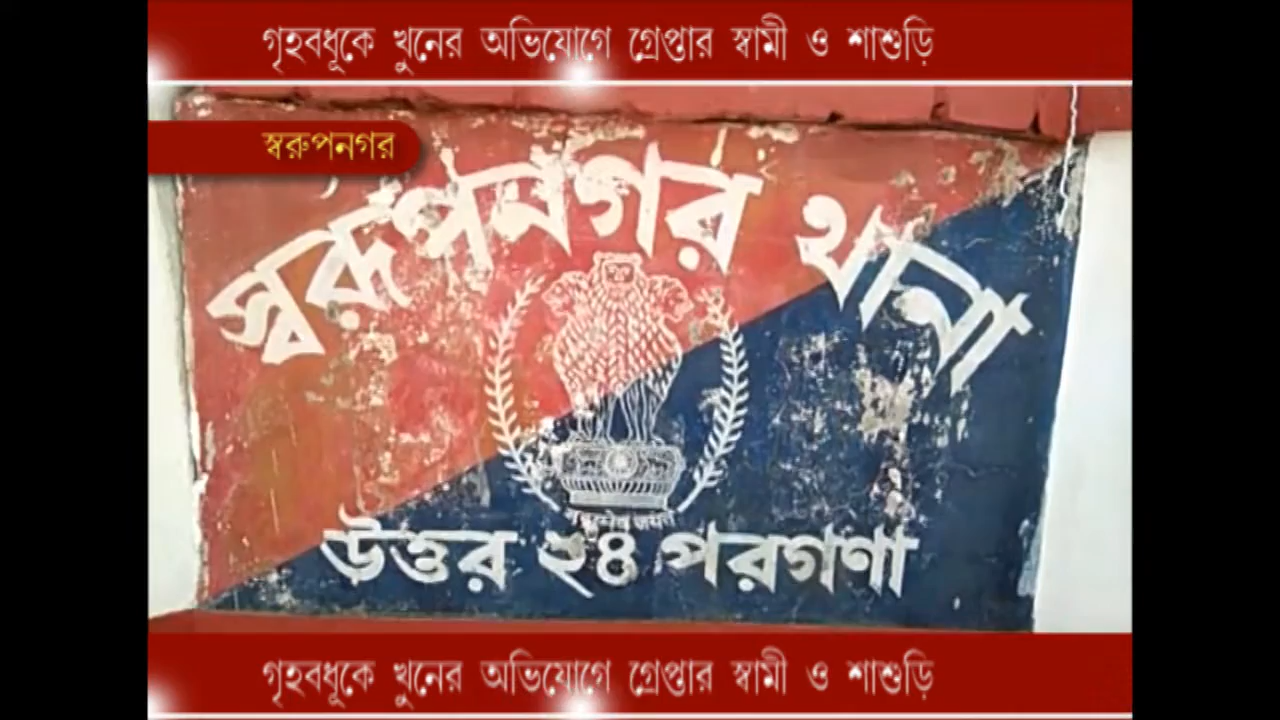 গৃহবধূকে খুনের অভিযোগে গ্রেপ্তার স্বামী ও শাশুড়ি
স্বরুপনগর
স্বরূপনগর থানা
উত্তর ২৪ পরগণা
গৃহবধূকে খুনের অভিযোগে গ্রেপ্তার স্বামী ও শাশুড়ি